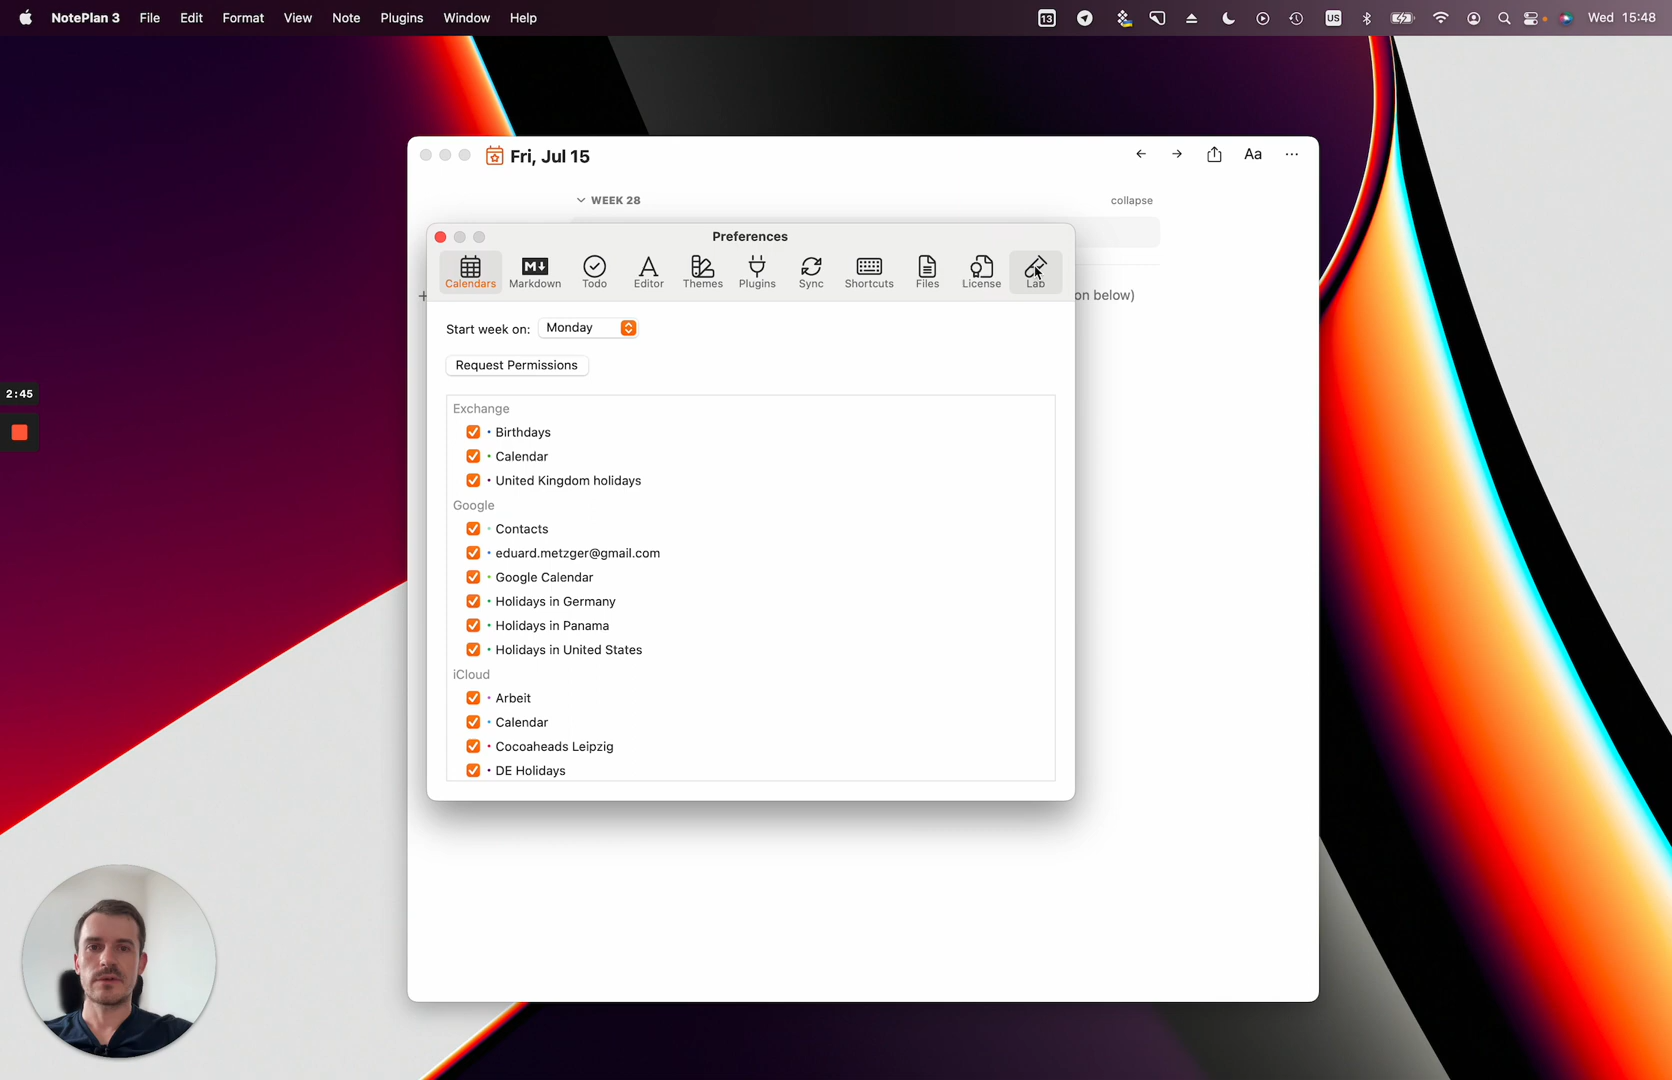 NotePlan 3 File Edit Format View Note Plugins Window Help 13 US Wed 15:48
Fri, Jul 15 Aa
WEEK 28 collapse
Preferences
M Calendars Markdown Todo Editor Themes Plugins Sync Shortcuts Files License Lab
on below)
Start week on: Monday
Request Permissions
2:45
Exchange
Birthdays
Calendar
United Kingdom holidays
Google
Contacts
eduard.metzger@gmail.com
Google Calendar
Holidays in Germany
Holidays in Panama
Holidays in United States
iCloud
Arbeit
Calendar
Cocoaheads Leipzig
DE Holidays